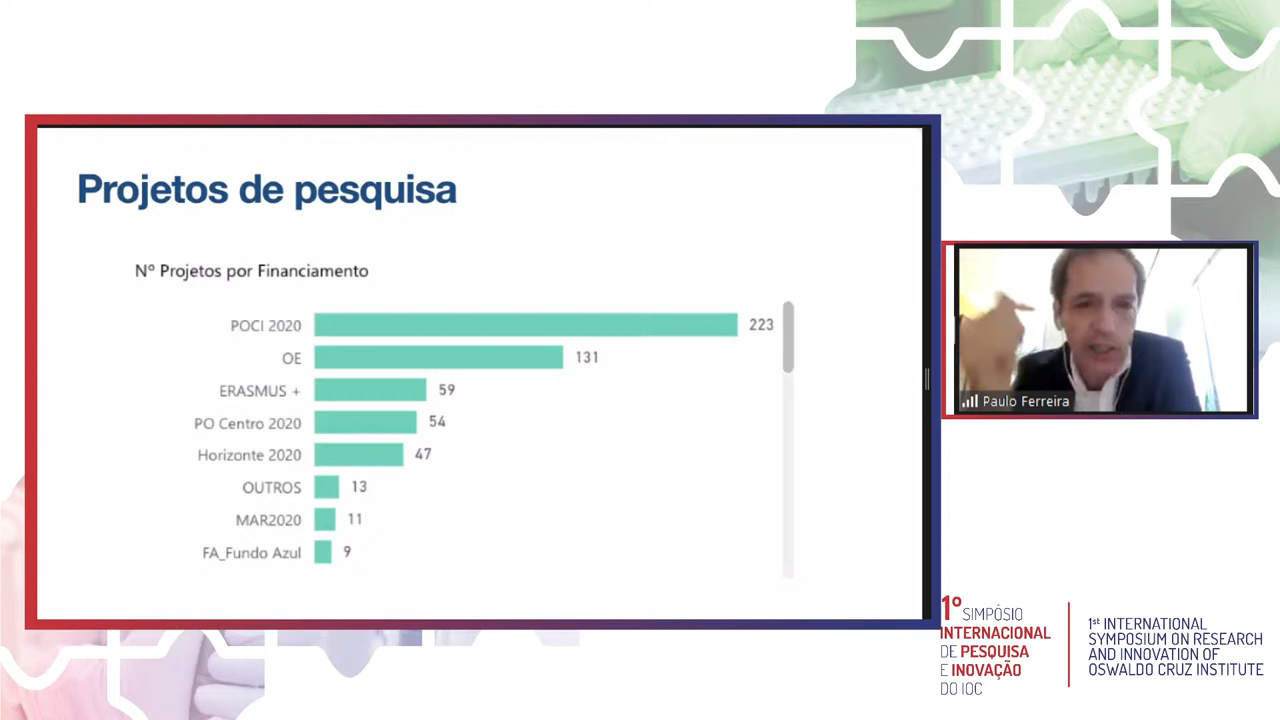 Projetos de pesquisa
Nº Projetos por Financiamento
POCI 2020 223
OE 131
ERASMUS + 59
PO Centro 2020 54
Horizonte 2020 47
OUTROS 13
MAR2020 11
FA_Fundo Azul 9
Paulo Ferreira
1º SIMPÓSIO
INTERNACIONAL
DE PESQUISA
E INOVAÇÃO
DO IOC
1st INTERNATIONAL
SYMPOSIUM ON RESEARCH
AND INNOVATION OF
OSWALDO CRUZ INSTITUTE